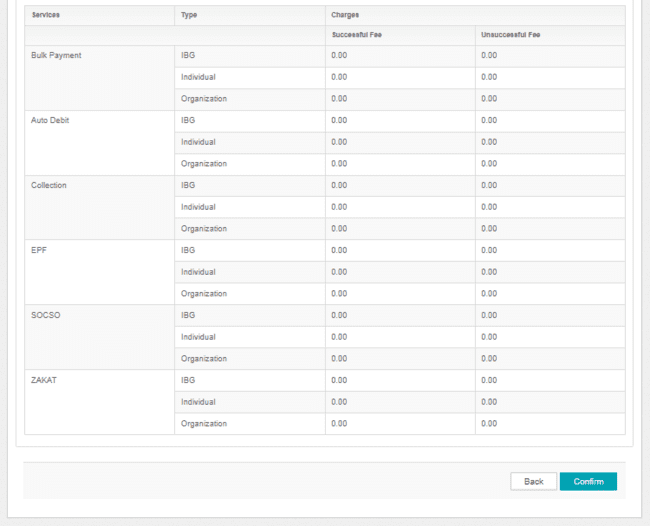 Services Type Charges
Successful Fee Unsuccessful Fee
Bulk Payment IBG 0.00 0.00
Individual 0.00 0.00
Organization 0.00 0.00
Auto Debit IBG 0.00 0.00
Individual 0.00 0.00
Organization 0.00 0.00
Collection IBG 0.00 0.00
Individual 0.00 0.00
Organization 0.00 0.00
EPF IBG 0.00 0.00
Individual 0.00 0.00
Organization 0.00 0.00
SOCSO IBG 0.00 0.00
Individual 0.00 0.00
Organization 0.00 0.00
ZAKAT IBG 0.00 0.00
Individual 0.00 0.00
Organization 0.00 0.00
Back Confirm